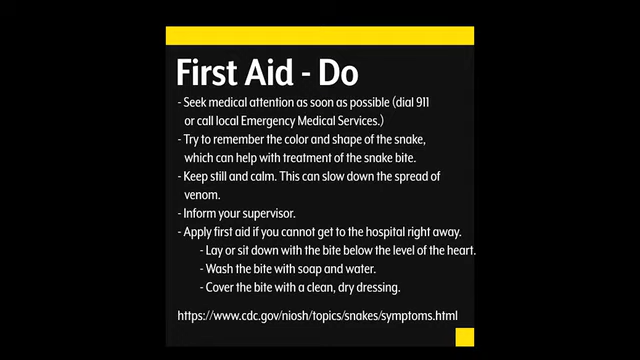 First Aid - Do
- Seek medical attention as soon as possible (dial 911
or call local Emergency Medical Services.)
- Try to remember the color and shape of the snake,
which can help with treatment of the snake bite.
- Keep still and calm. This can slow down the spread of
venom.
- Inform your supervisor.
- Apply first aid if you cannot get to the hospital right away.
- Lay or sit down with the bite below the level of the heart.
- Wash the bite with soap and water.
- Cover the bite with a clean, dry dressing.
https://www.cdc.gov/niosh/topics/snakes/symptoms.html